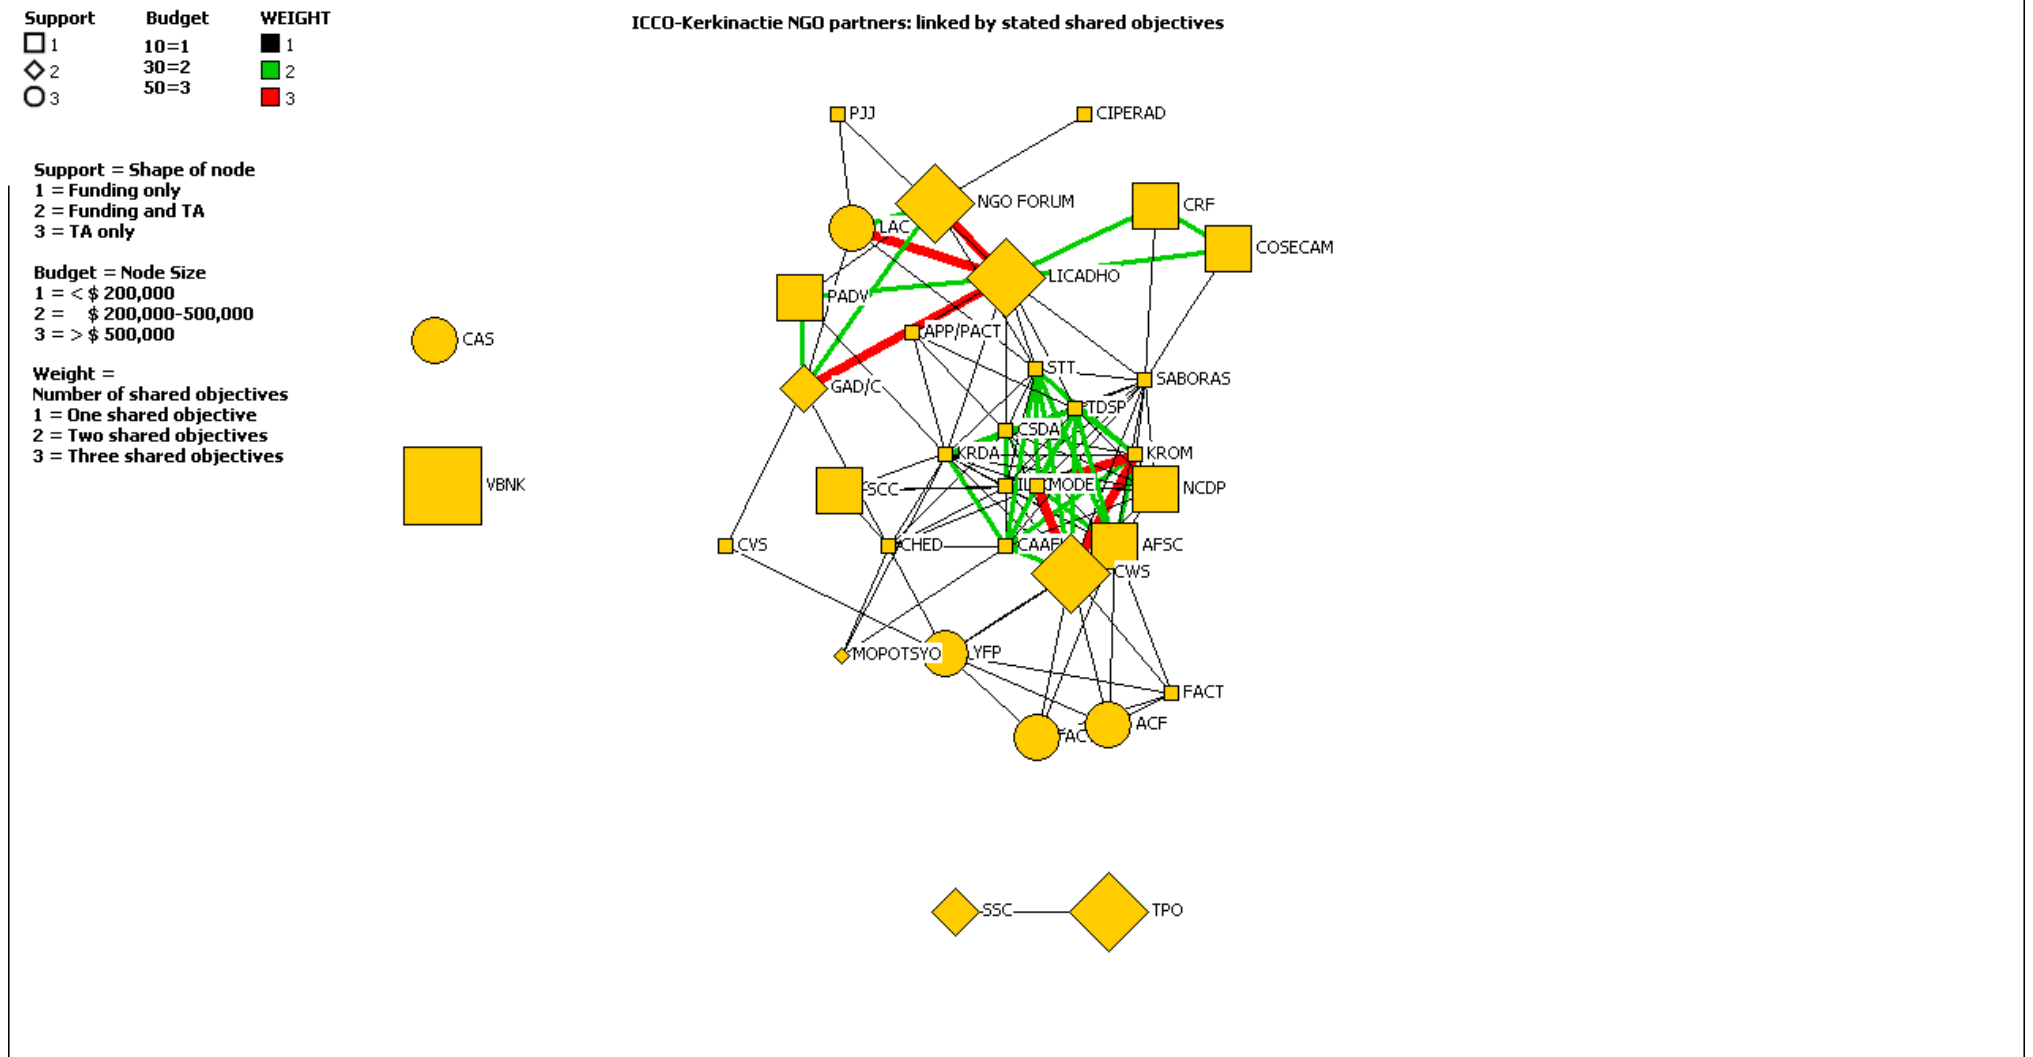 Support Budget WEIGHT
1 10=1 1
2 30=2 2
3 50=3 3
ICCO-Kerkinactie NGO partners: linked by stated shared objectives
Support = Shape of node
1 = Funding only
2 = Funding and TA
3 = TA only
Budget = Node Size
1 = < $ 200,000
2 = $ 200,000-500,000
3 = > $ 500,000
Weight =
Number of shared objectives
1 = One shared objective
2 = Two shared objectives
3 = Three shared objectives
PJJ
CIPERAD
NGO FORUM
CRF
LAC
COSECAM
LICADHO
PADV
APP/PACT
CAS
STT
SABORAS
GAD/C
TDSP
CSDA
KRDA
KROM
VBNK
SCC
MODE
NCDP
CVS
CHED
AFSC
CWS
MOPOTSYO
YFP
FACT
ACF
SSC
TPO